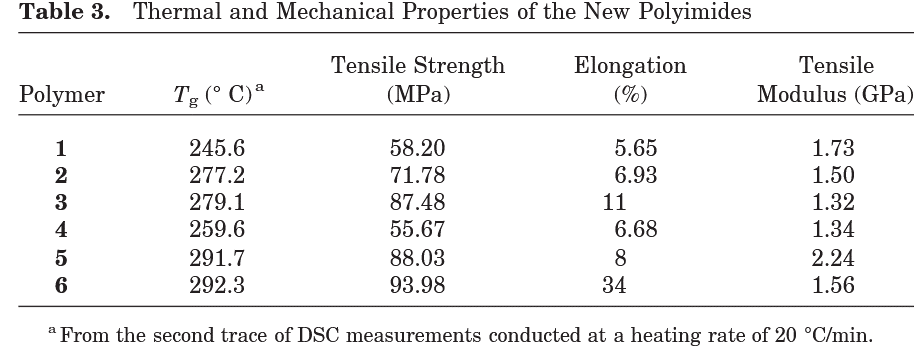 Table 3. Thermal and Mechanical Properties of the New Polyimides
Tensile Strength Elongation Tensile
Polymer Tg (° C)a (MPa) (%) Modulus (GPa)
1 245.6 58.20 5.65 1.73
2 277.2 71.78 6.93 1.50
3 279.1 87.48 11 1.32
4 259.6 55.67 6.68 1.34
5 291.7 88.03 8 2.24
6 292.3 93.98 34 1.56
a From the second trace of DSC measurements conducted at a heating rate of 20 °C/min.